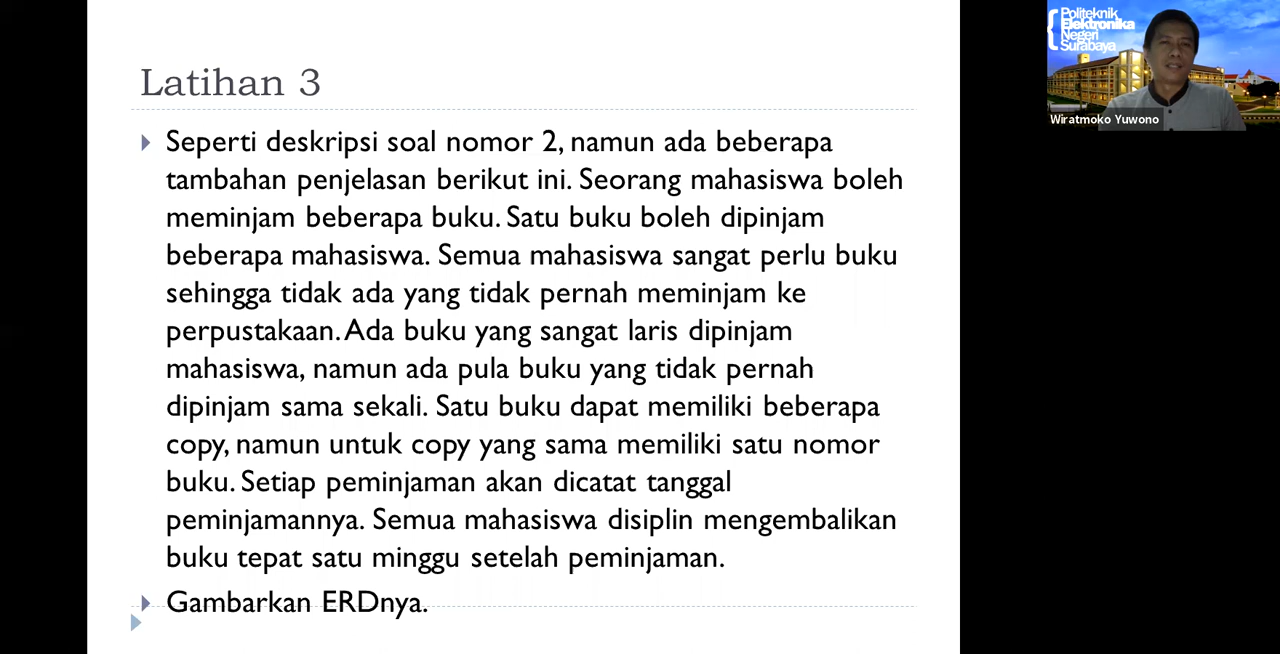 Latihan 3
Seperti deskripsi soal nomor 2, namun ada beberapa
tambahan penjelasan berikut ini. Seorang mahasiswa boleh
meminjam beberapa buku. Satu buku boleh dipinjam
beberapa mahasiswa. Semua mahasiswa sangat perlu buku
sehingga tidak ada yang tidak pernah meminjam ke
perpustakaan. Ada buku yang sangat laris dipinjam
mahasiswa, namun ada pula buku yang tidak pernah
dipinjam sama sekali. Satu buku dapat memiliki beberapa
copy, namun untuk copy yang sama memiliki satu nomor
buku. Setiap peminjaman akan dicatat tanggal
peminjamannya. Semua mahasiswa disiplin mengembalikan
buku tepat satu minggu setelah peminjaman.
Gambarkan ERDnya.
Politeknik
Elektronika
Negeri
Surabaya
Wiratmoko Yuwono